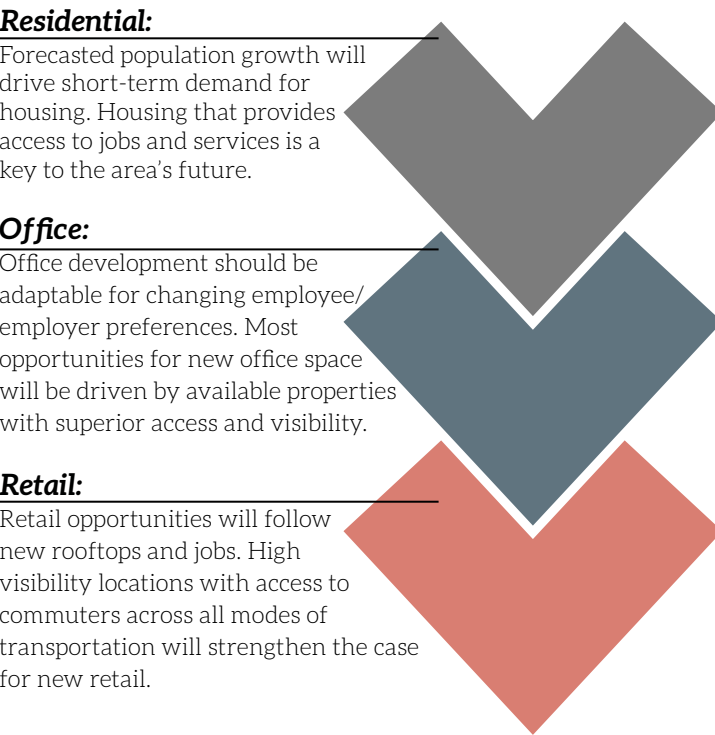 Residential:
Forecasted population growth will
drive short-term demand for
housing. Housing that provides
access to jobs and services is a
key to the area's future.
Office:
Office development should be
adaptable for changing employee/
employer preferences. Most
opportunities for new office space
will be driven by available properties
with superior access and visibility.
Retail:
Retail opportunities will follow
new rooftops and jobs. High
visibility locations with access to
commuters across all modes of
transportation will strengthen the case
for new retail.